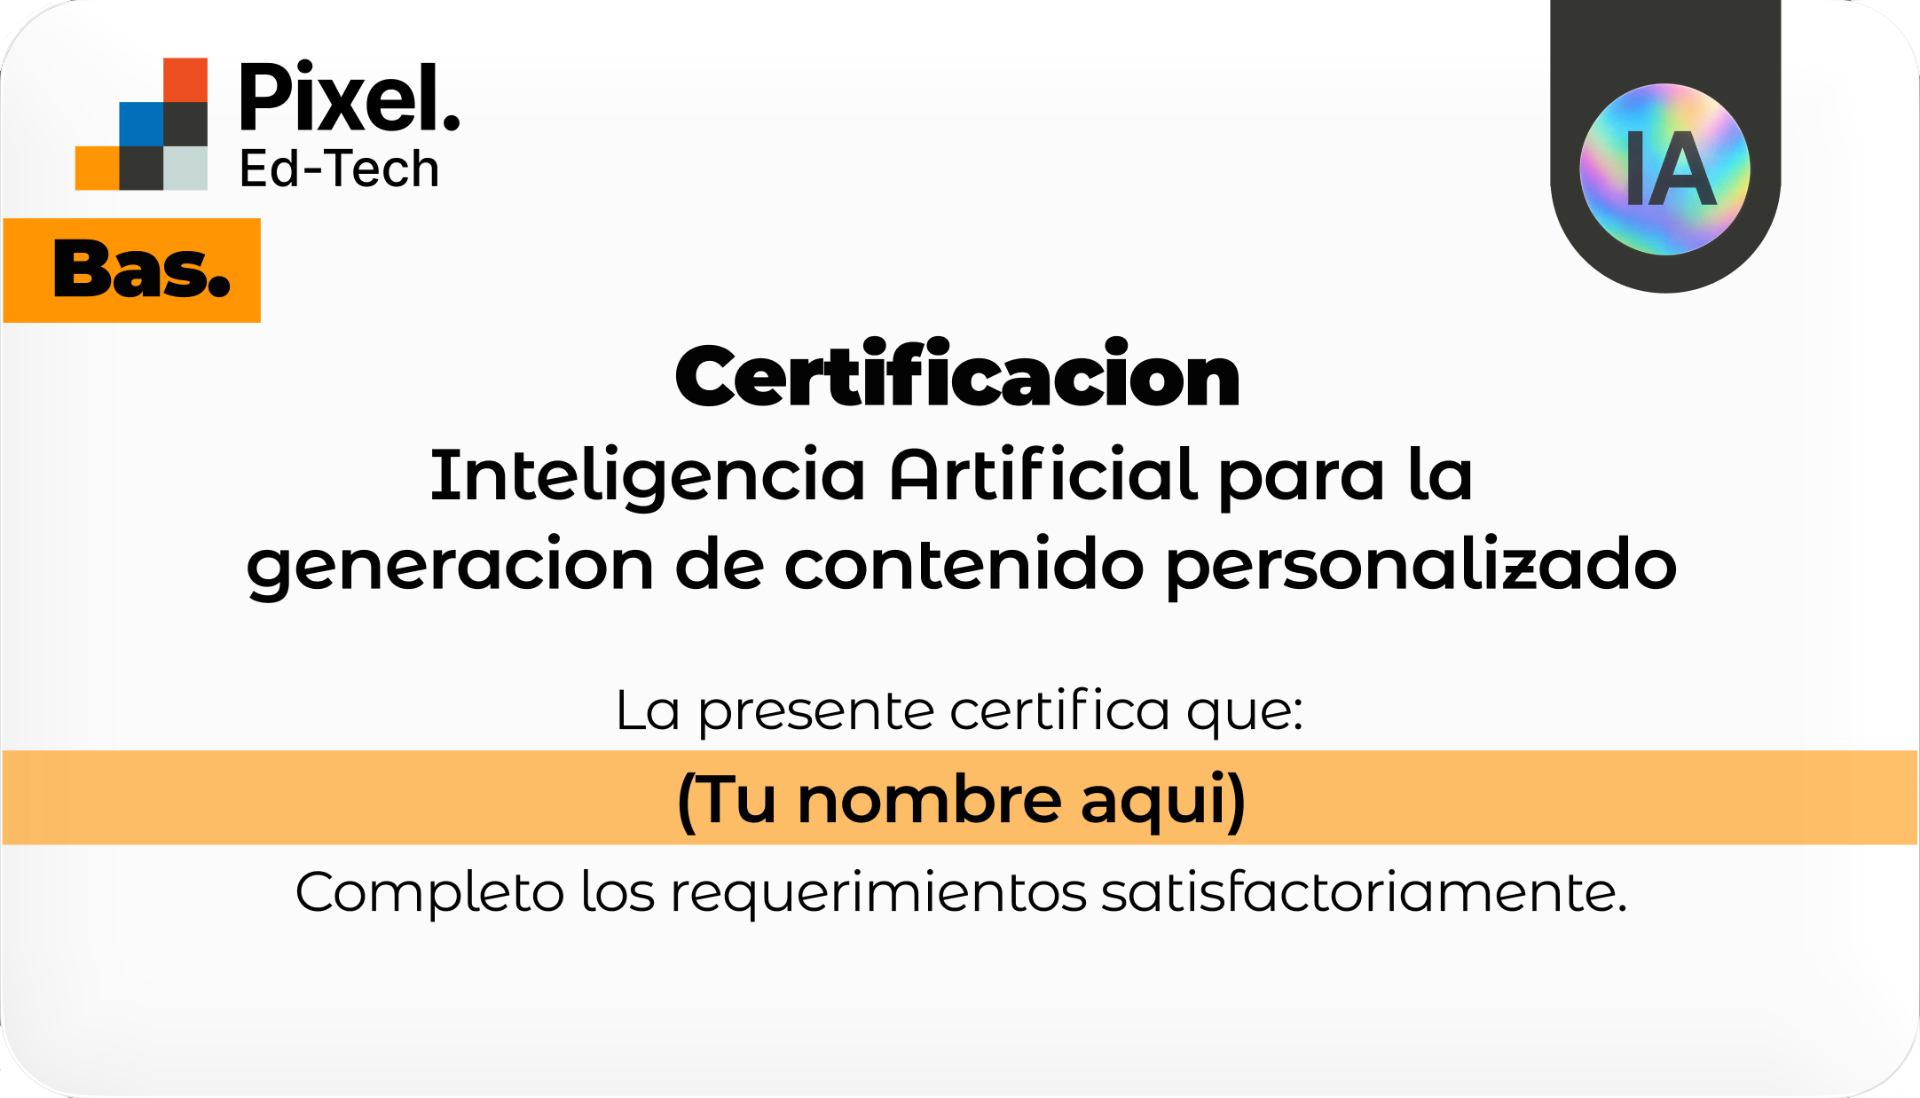 Pixel.
Ed-Tech
IA
Bas.
Certificacion
Inteligencia Artificial para la
generacion de contenido personalizado
La presente certifica que:
(Tu nombre aqui)
Completo los requerimientos satisfactoriamente.